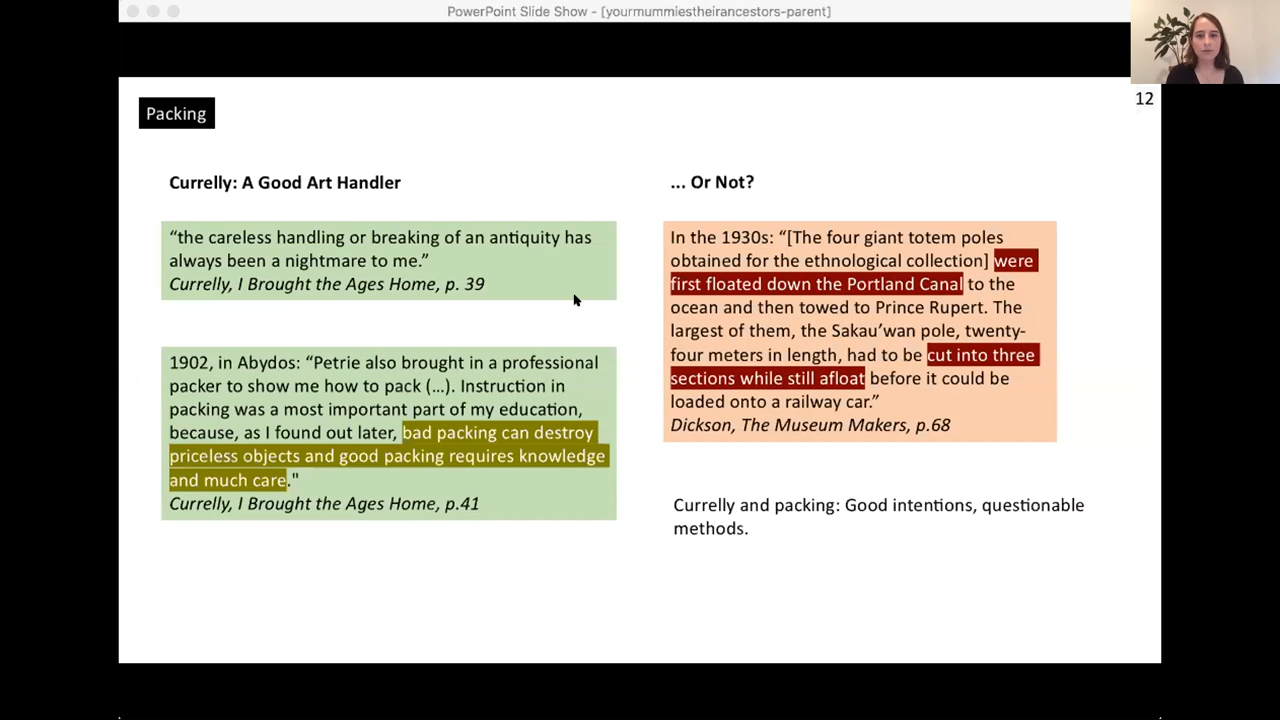 PowerPoint Slide Show - [yourmummiestheirancestors-parent]
12
Packing
Currelly: A Good Art Handler
“the careless handling or breaking of an antiquity has
always been a nightmare to me.”
Currelly, I Brought the Ages Home, p. 39
1902, in Abydos: “Petrie also brought in a professional
packer to show me how to pack (…). Instruction in
packing was a most important part of my education,
because, as I found out later, bad packing can destroy
priceless objects and good packing requires knowledge
and much care."
Currelly, I Brought the Ages Home, p.41
... Or Not?
In the 1930s: “[The four giant totem poles
obtained for the ethnological collection] were
first floated down the Portland Canal to the
ocean and then towed to Prince Rupert. The
largest of them, the Sakau’wan pole, twenty-
four meters in length, had to be cut into three
sections while still afloat before it could be
loaded onto a railway car.”
Dickson, The Museum Makers, p.68
Currelly and packing: Good intentions, questionable
methods.